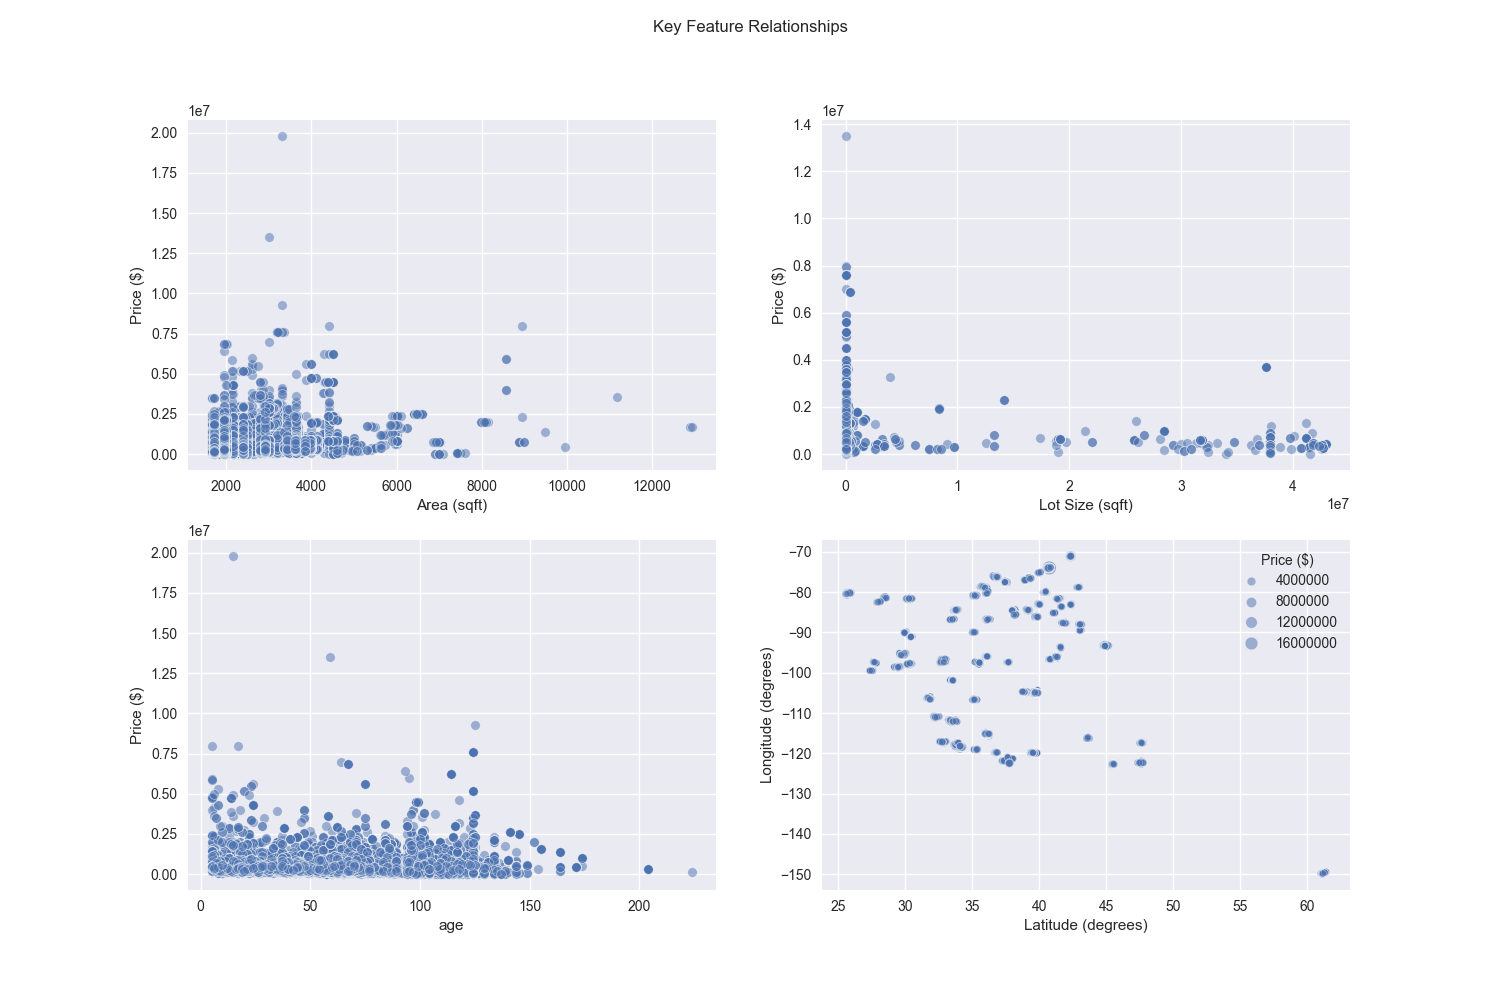 Key Feature Relationships
1e7
2.00
1.75
1.50
1.25
1.00
0.75
0.50
0.25
0.00
Price ($)
2000 4000 6000 8000 10000 12000
Area (sqft)
1e7
1.4
1.2
1.0
0.8
0.6
0.4
0.2
0.0
Price ($)
0 1 2 3 4
1e7
Lot Size (sqft)
1e7
2.00
1.75
1.50
1.25
1.00
0.75
0.50
0.25
0.00
Price ($)
0 50 100 150 200
age
−70
−80
−90
−100
−110
−120
−130
−140
−150
Longitude (degrees)
Price ($)
4000000
8000000
12000000
16000000
25 30 35 40 45 50 55 60
Latitude (degrees)